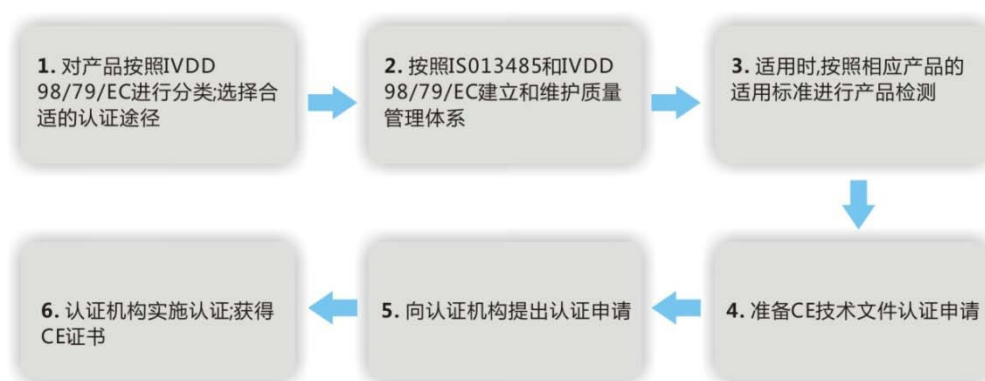 1. 对产品按照IVDD
98/79/EC进行分类;选择合
适的认证途径
2. 按照IS013485和IVDD
98/79/EC建立和维护质量
管理体系
3. 适用时,按照相应产品的
适用标准进行产品检测
4. 准备CE技术文件认证申请
5. 向认证机构提出认证申请
6. 认证机构实施认证;获得
CE证书